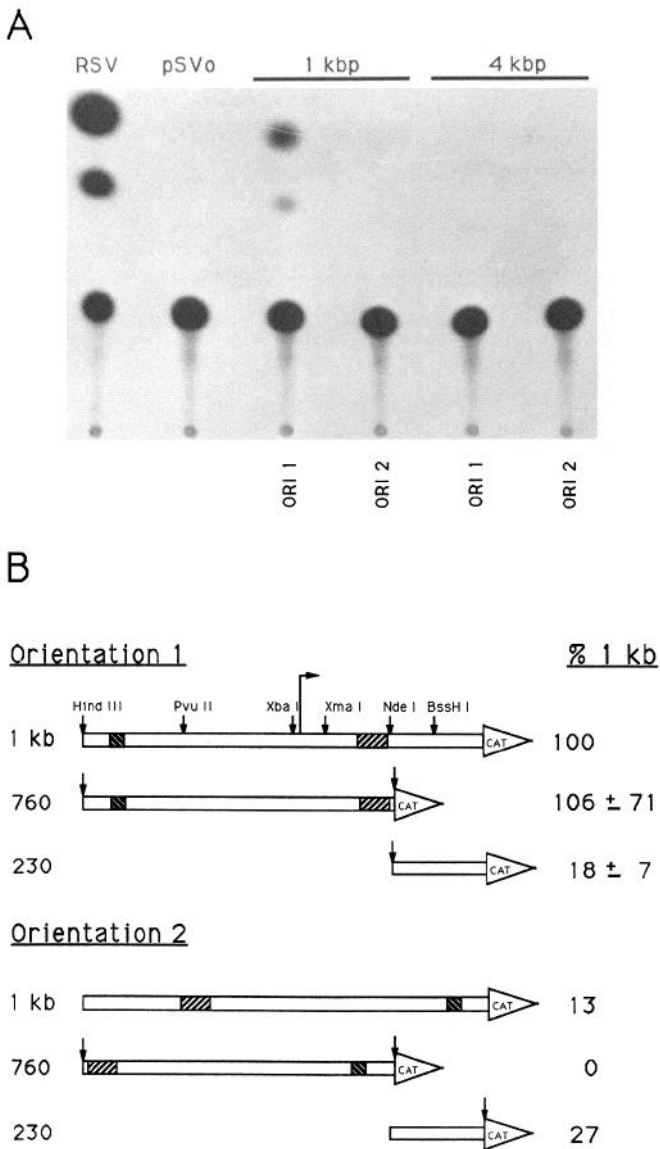 A
RSV pSVo 1 kbp 4 kbp
ORI 1 ORI 2 ORI 1 ORI 2
B
Orientation 1 % 1 kb
Hind III Pvu II Xba I Xma I Nde I BssH I
1 kb CAT 100
760 CAT 106 ± 71
230 CAT 18 ± 7
Orientation 2
1 kb CAT 13
760 CAT 0
230 CAT 27